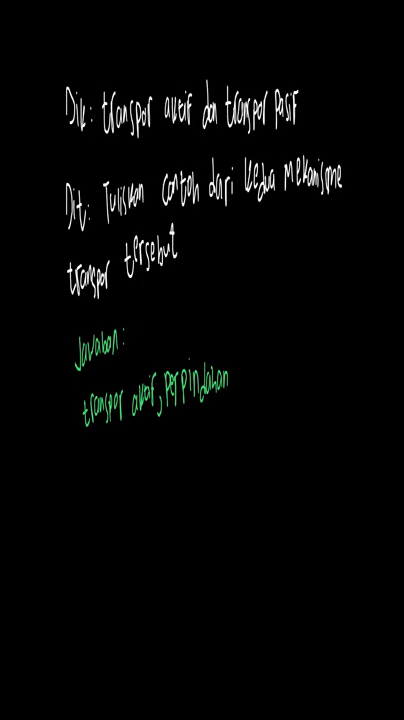 Dik: transpor aktif dan transpor pasif
Dit: Tuliskan contoh dari kedua mekanisme
transpor tersebut
Jawaban:
transpor aktif, perpindahan